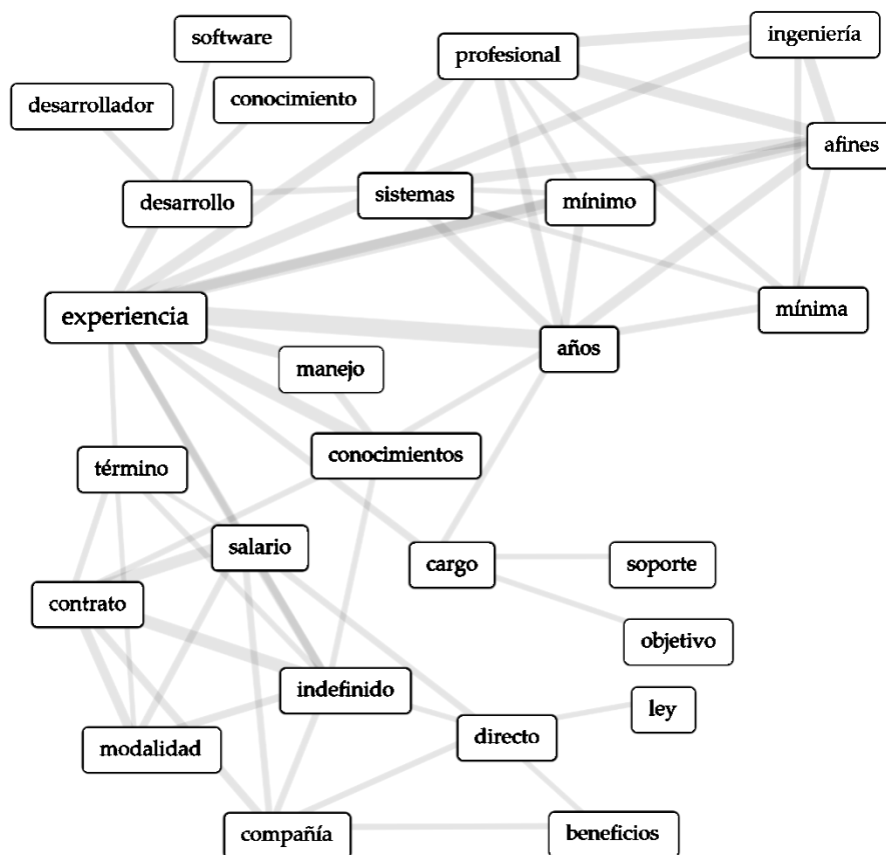 software
profesional
ingeniería
desarrollador
conocimiento
afines
desarrollo
sistemas
mínimo
experiencia
mínima
años
manejo
término
conocimientos
salario
cargo
soporte
contrato
objetivo
indefinido
ley
modalidad
directo
compañía
beneficios